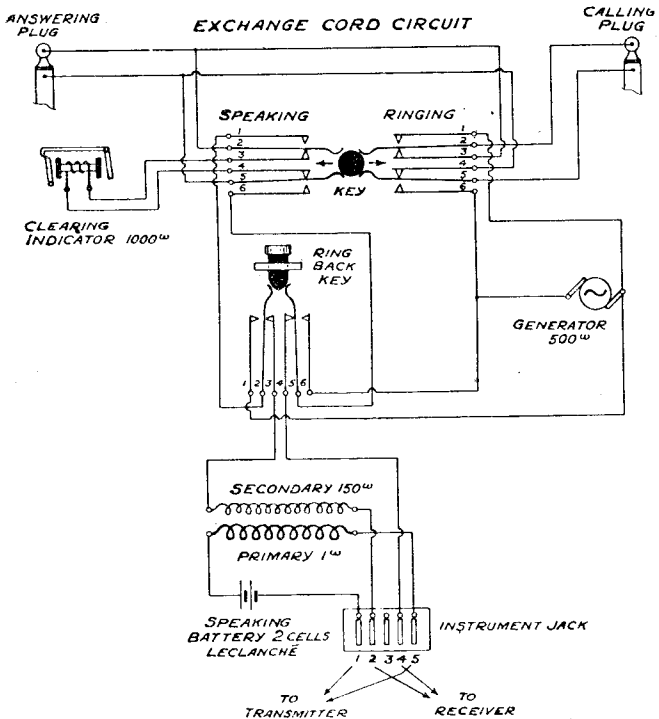 ANSWERING
PLUG
EXCHANGE CORD CIRCUIT
CALLING
PLUG
SPEAKING
RINGING
1
2
3
4
5
6
1
2
3
4
5
6
KEY
CLEARING
INDICATOR 1000ω
RING
BACK
KEY
GENERATOR
500ω
1 2 3 4 5 6
SECONDARY 150ω
PRIMARY 1ω
SPEAKING
BATTERY 2 CELLS
LECLANCHÉ
INSTRUMENT JACK
1 2 3 4 5
TO
TRANSMITTER
TO
RECEIVER